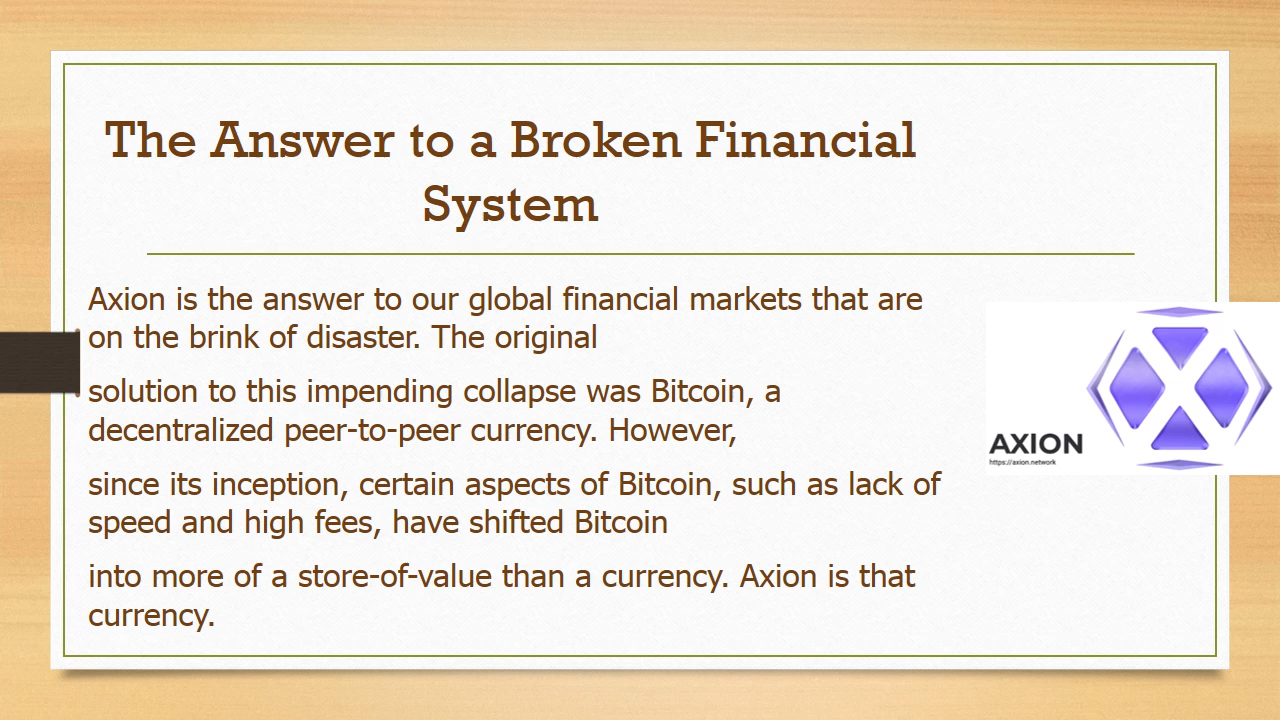 The Answer to a Broken Financial
System
Axion is the answer to our global financial markets that are
on the brink of disaster. The original
solution to this impending collapse was Bitcoin, a
decentralized peer-to-peer currency. However,
since its inception, certain aspects of Bitcoin, such as lack of
speed and high fees, have shifted Bitcoin
into more of a store-of-value than a currency. Axion is that
currency.
AXION
https://axion.network